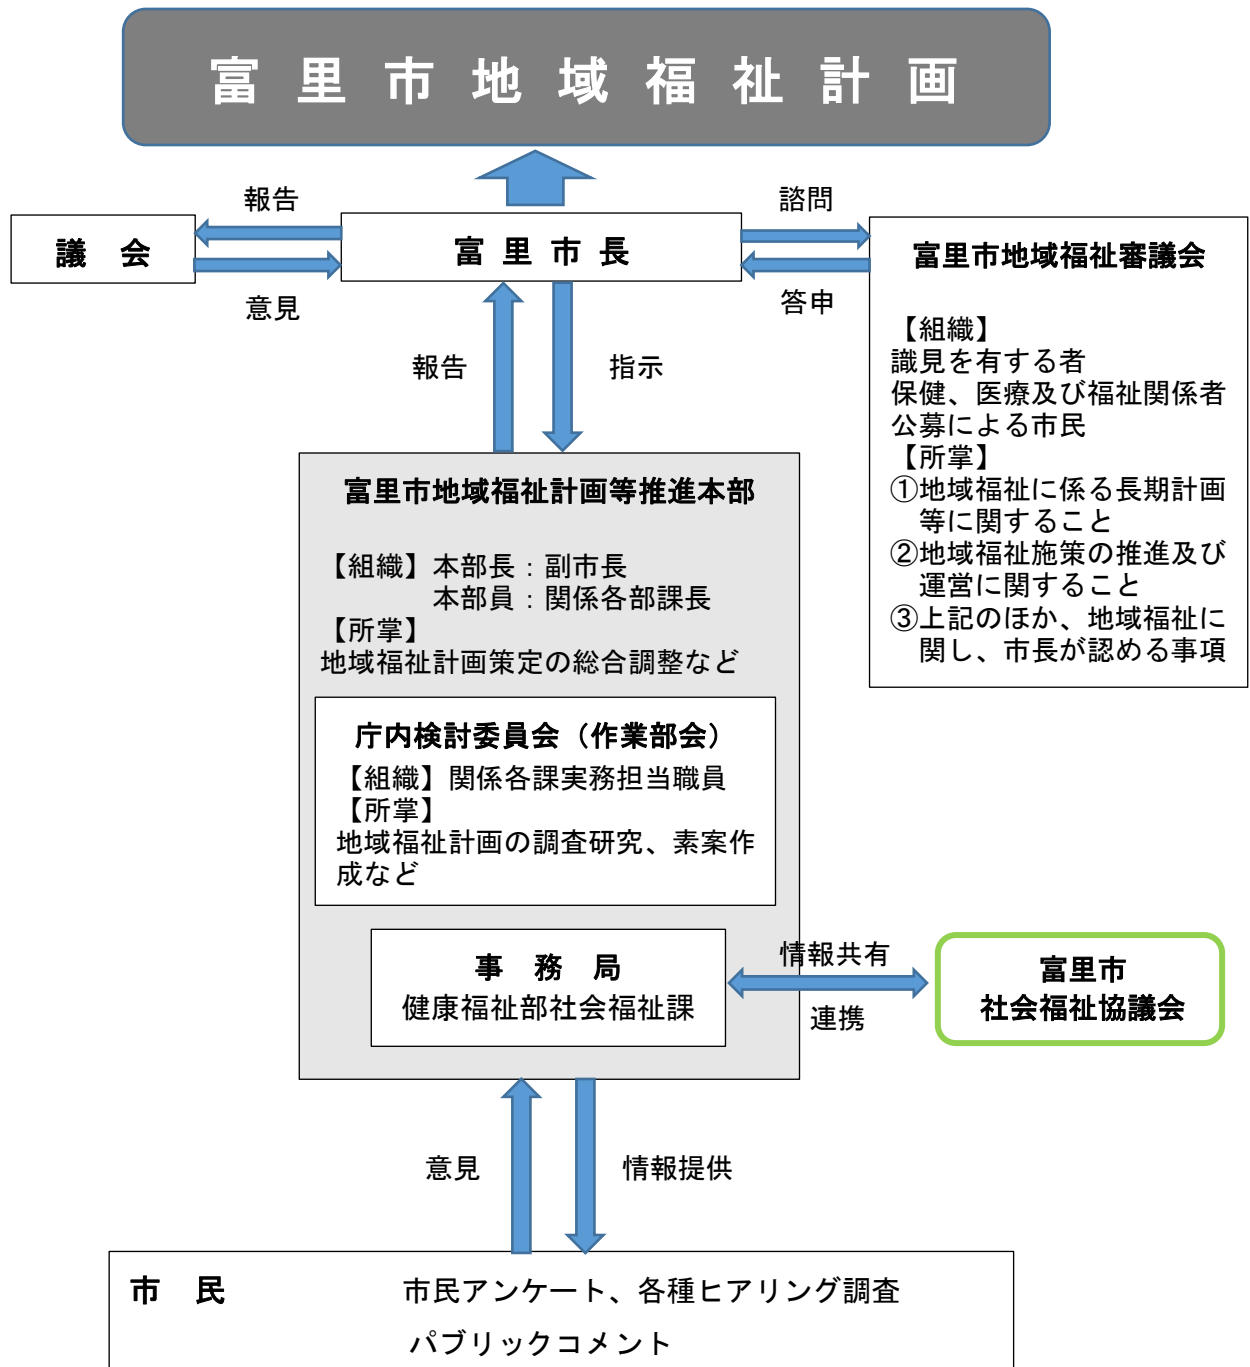 富里市地域福祉計画
報告
諮問
議　会
富里市長
意見
答申
富里市地域福祉審議会
【組織】
識見を有する者
保健、医療及び福祉関係者
公募による市民
【所掌】
①地域福祉に係る長期計画
等に関すること
②地域福祉施策の推進及び
運営に関すること
③上記のほか、地域福祉に
関し、市長が認める事項
報告
指示
富里市地域福祉計画等推進本部
【組織】本部長：副市長
本部員：関係各部課長
【所掌】
地域福祉計画策定の総合調整など
庁内検討委員会（作業部会）
【組織】関係各課実務担当職員
【所掌】
地域福祉計画の調査研究、素案作
成など
事　務　局
健康福祉部社会福祉課
情報共有
連携
富里市
社会福祉協議会
意見
情報提供
市　民　市民アンケート、各種ヒアリング調査
パブリックコメント